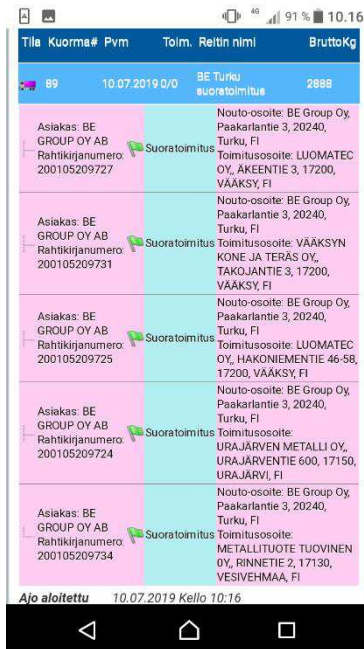 A
4G 91 % 10.16
Tila Kuorma# Pvm Toim. Reitin nimi BruttoKg
89 10.07.2019 0/0 BE Turku suoratoimitus 2888
Nouto-osoite: BE Group Oy,
Asiakas: BE Paakarlantie 3, 20240,
GROUP OY AB Turku, FI
Rahtikirjanumero: Suoratoimitus Toimitusosoite: LUOMATEC
200105209727 OY,, ÄKEENTIE 3, 17200,
VÄÄKSY, FI
Nouto-osoite: BE Group Oy,
Asiakas: BE Paakarlantie 3, 20240,
GROUP OY AB Turku, FI
Rahtikirjanumero: Suoratoimitus Toimitusosoite: VÄÄKSYN
200105209731 KONE JA TERÄS OY,,
TAKOJANTIE 3, 17200,
VÄÄKSY, FI
Nouto-osoite: BE Group Oy,
Asiakas: BE Paakarlantie 3, 20240,
GROUP OY AB Turku, FI
Rahtikirjanumero: Suoratoimitus Toimitusosoite: LUOMATEC
200105209725 OY,, HAKONIEMENTIE 46-58,
17200, VÄÄKSY, FI
Nouto-osoite: BE Group Oy,
Asiakas: BE Paakarlantie 3, 20240,
GROUP OY AB Turku, FI
Rahtikirjanumero: Suoratoimitus Toimitusosoite:
200105209724 URAJÄRVEN METALLI OY,,
URAJÄRVENTIE 600, 17150,
URAJÄRVI, FI
Nouto-osoite: BE Group Oy,
Asiakas: BE Paakarlantie 3, 20240,
GROUP OY AB Turku, FI
Rahtikirjanumero: Suoratoimitus Toimitusosoite:
200105209734 METALLITUOTE TUOVINEN
OY,, RINNETIE 2, 17130,
VESIVEHMAA, FI
Ajo aloitettu 10.07.2019 Kello 10:16